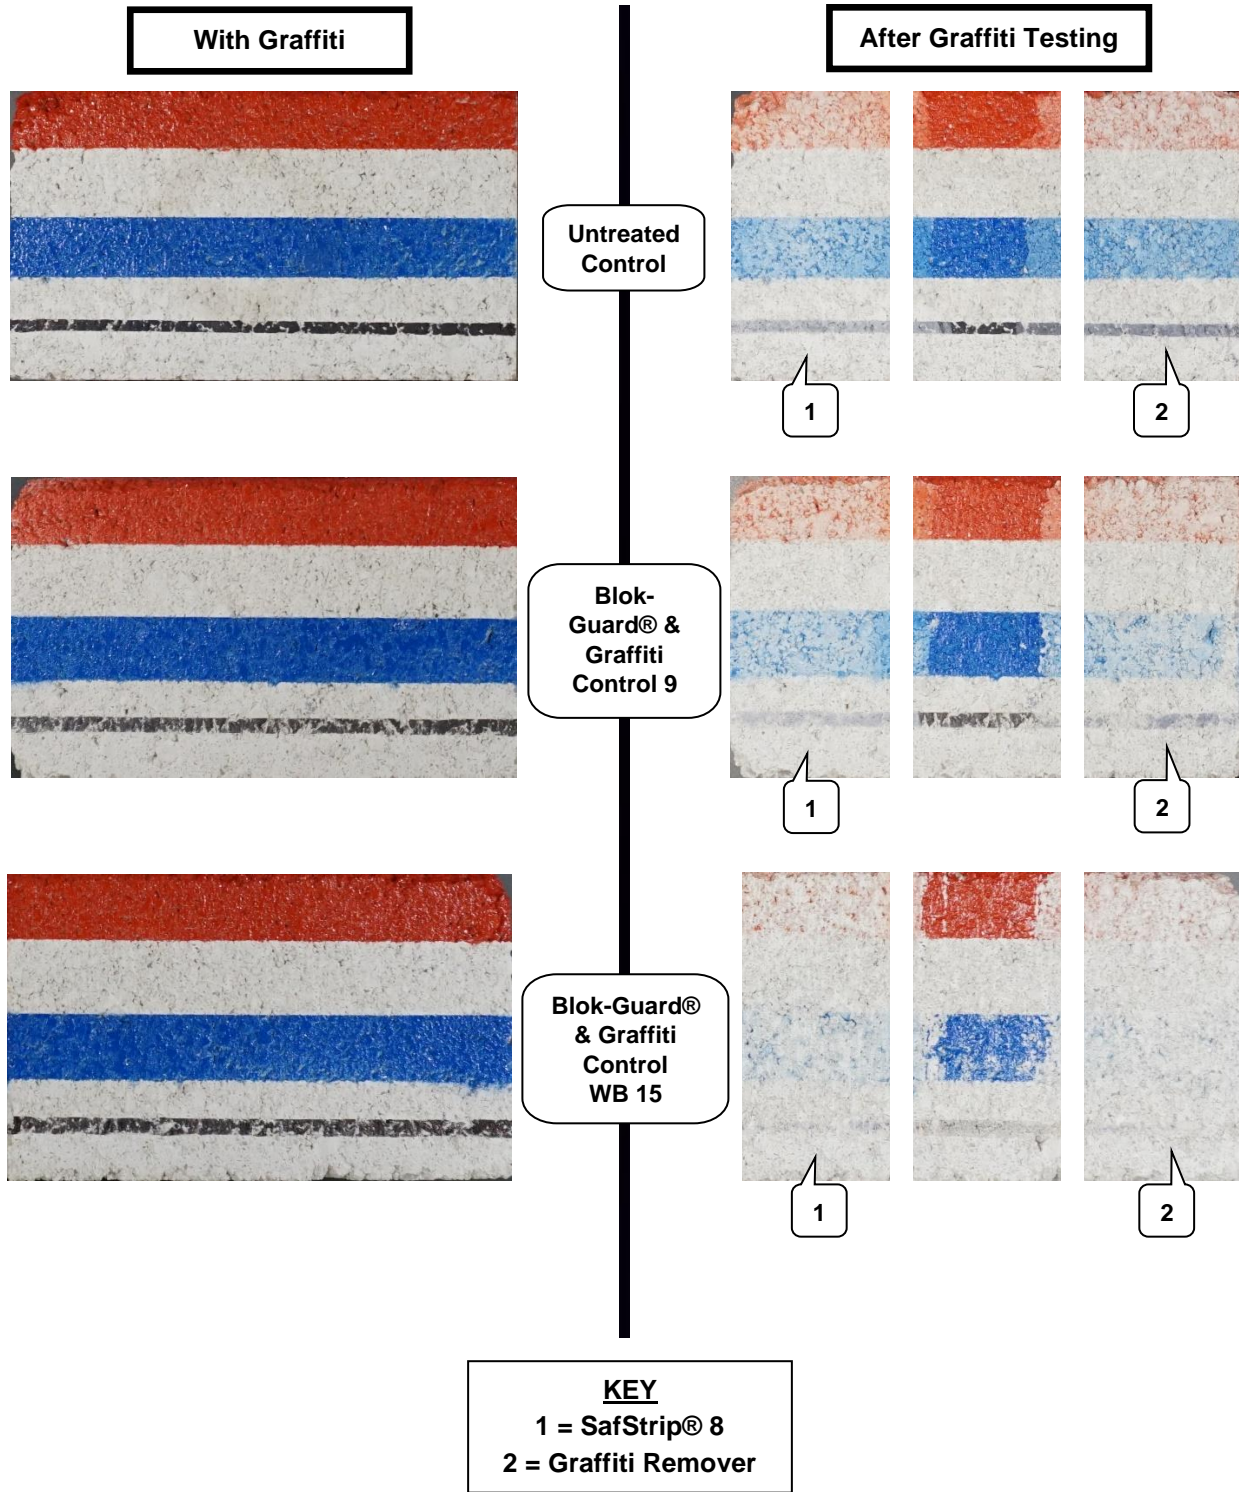 With Graffiti
After Graffiti Testing
Untreated
Control
1
2
Blok-
Guard® &
Graffiti
Control 9
1
2
Blok-Guard®
& Graffiti
Control
WB 15
1
2
KEY
1 = SafStrip® 8
2 = Graffiti Remover